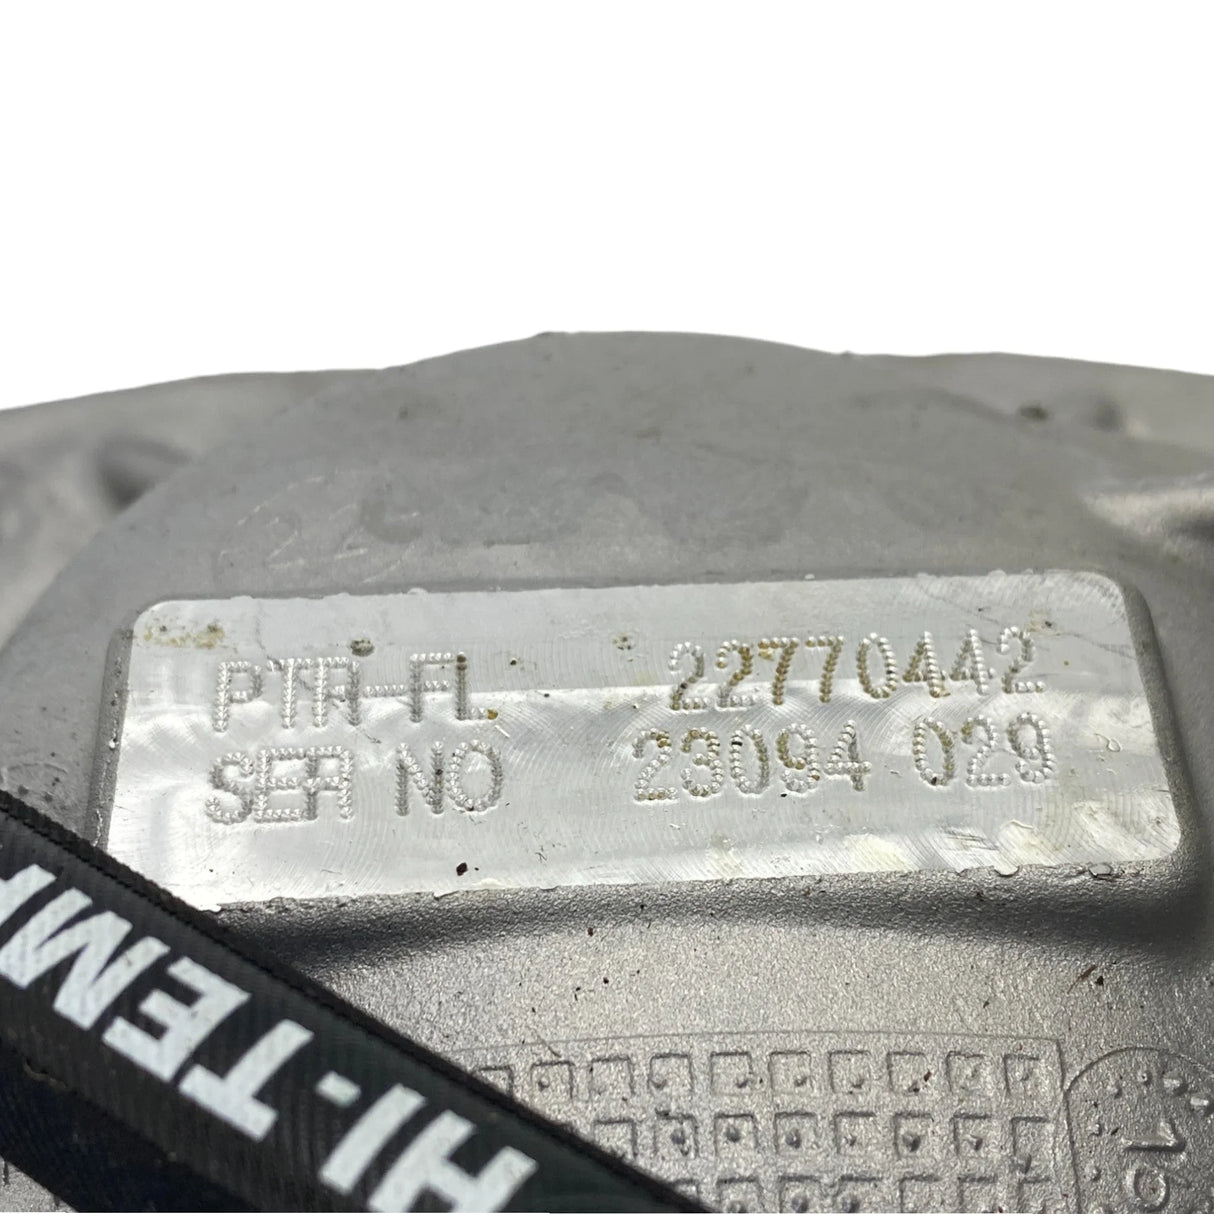 PTR-FL 22770442
SER NO 23094 029
HI-TEMP